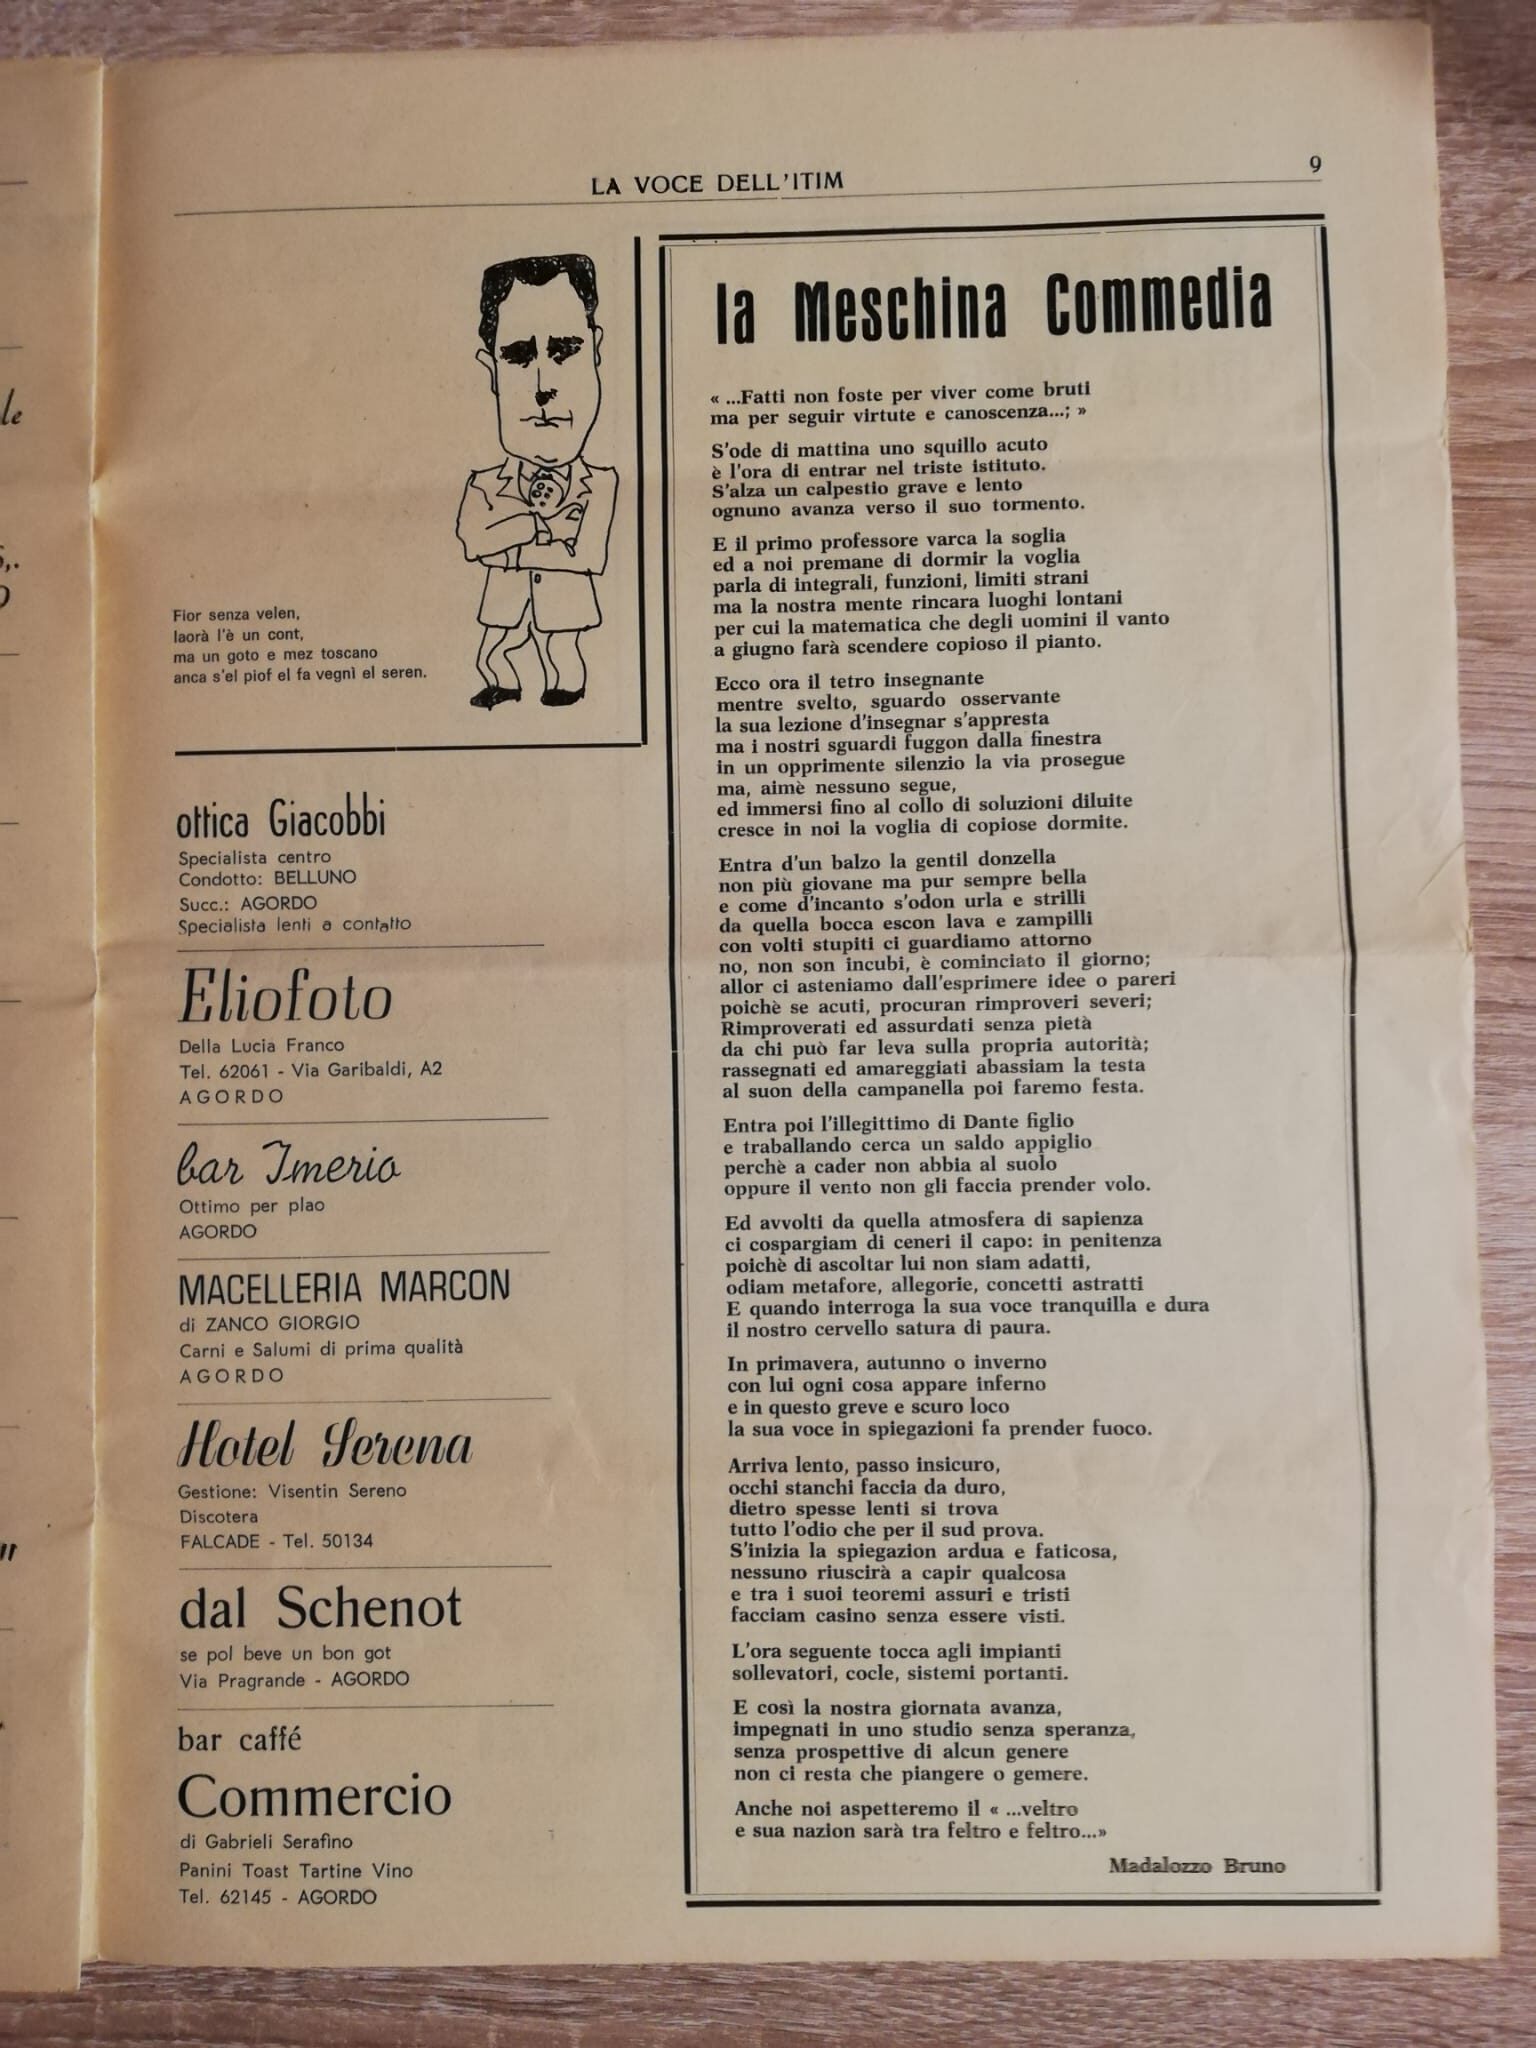 LA VOCE DELL'ITIM
9
Fior senza velen,
laorà l'è un cont,
ma un goto e mez toscano
anca s'el piof el fa vegnì el seren.
ottica Giacobbi
Specialista centro
Condotto: BELLUNO
Succ.: AGORDO
Specialista lenti a contatto
Eliofoto
Della Lucia Franco
Tel. 62061 - Via Garibaldi, A2
AGORDO
bar Imerio
Ottimo per plao
AGORDO
MACELLERIA MARCON
di ZANCO GIORGIO
Carni e Salumi di prima qualità
AGORDO
Hotel Serena
Gestione: Visentin Sereno
Discotera
FALCADE - Tel. 50134
dal Schenot
se pol beve un bon got
Via Pragrande - AGORDO
bar caffé
Commercio
di Gabrieli Serafino
Panini Toast Tartine Vino
Tel. 62145 - AGORDO
la Meschina Commedia
« ...Fatti non foste per viver come bruti
ma per seguir virtute e canoscenza...; »
S'ode di mattina uno squillo acuto
è l'ora di entrar nel triste istituto.
S'alza un calpestio grave e lento
ognuno avanza verso il suo tormento.
E il primo professore varca la soglia
ed a noi premane di dormir la voglia
parla di integrali, funzioni, limiti strani
ma la nostra mente rincara luoghi lontani
per cui la matematica che degli uomini il vanto
a giugno farà scendere copioso il pianto.
Ecco ora il tetro insegnante
mentre svelto, sguardo osservante
la sua lezione d'insegnar s'appresta
ma i nostri sguardi fuggon dalla finestra
in un opprimente silenzio la via prosegue
ma, aimè nessuno segue,
ed immersi fino al collo di soluzioni diluite
cresce in noi la voglia di copiose dormite.
Entra d'un balzo la gentil donzella
non più giovane ma pur sempre bella
e come d'incanto s'odon urla e strilli
da quella bocca escon lava e zampilli
con volti stupiti ci guardiamo attorno
no, non son incubi, è cominciato il giorno;
allor ci asteniamo dall'esprimere idee o pareri
poichè se acuti, procuran rimproveri severi;
Rimproverati ed assurdati senza pietà
da chi può far leva sulla propria autorità;
rassegnati ed amareggiati abassiam la testa
al suon della campanella poi faremo festa.
Entra poi l'illegittimo di Dante figlio
e traballando cerca un saldo appiglio
perchè a cader non abbia al suolo
oppure il vento non gli faccia prender volo.
Ed avvolti da quella atmosfera di sapienza
ci cospargiam di ceneri il capo: in penitenza
poichè di ascoltar lui non siam adatti,
odiam metafore, allegorie, concetti astratti
E quando interroga la sua voce tranquilla e dura
il nostro cervello satura di paura.
In primavera, autunno o inverno
con lui ogni cosa appare inferno
e in questo greve e scuro loco
la sua voce in spiegazioni fa prender fuoco.
Arriva lento, passo insicuro,
occhi stanchi faccia da duro,
dietro spesse lenti si trova
tutto l'odio che per il sud prova.
S'inizia la spiegazion ardua e faticosa,
nessuno riuscirà a capir qualcosa
e tra i suoi teoremi assuri e tristi
facciam casino senza essere visti.
L'ora seguente tocca agli impianti
sollevatori, cocle, sistemi portanti.
E così la nostra giornata avanza,
impegnati in uno studio senza speranza,
senza prospettive di alcun genere
non ci resta che piangere o gemere.
Anche noi aspetteremo il « ...veltro
e sua nazion sarà tra feltro e feltro...»
Madalozzo Bruno